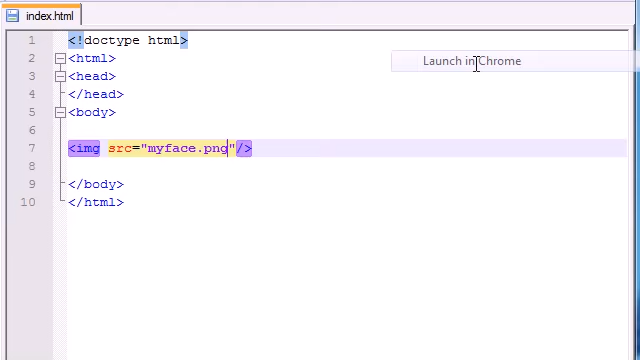 index.html
1 <!doctype html>
Launch in Chrome
2 <html>
3 <head>
4 </head>
5 <body>
6
7 <img src="myface.png"/>
8
9 </body>
10 </html>